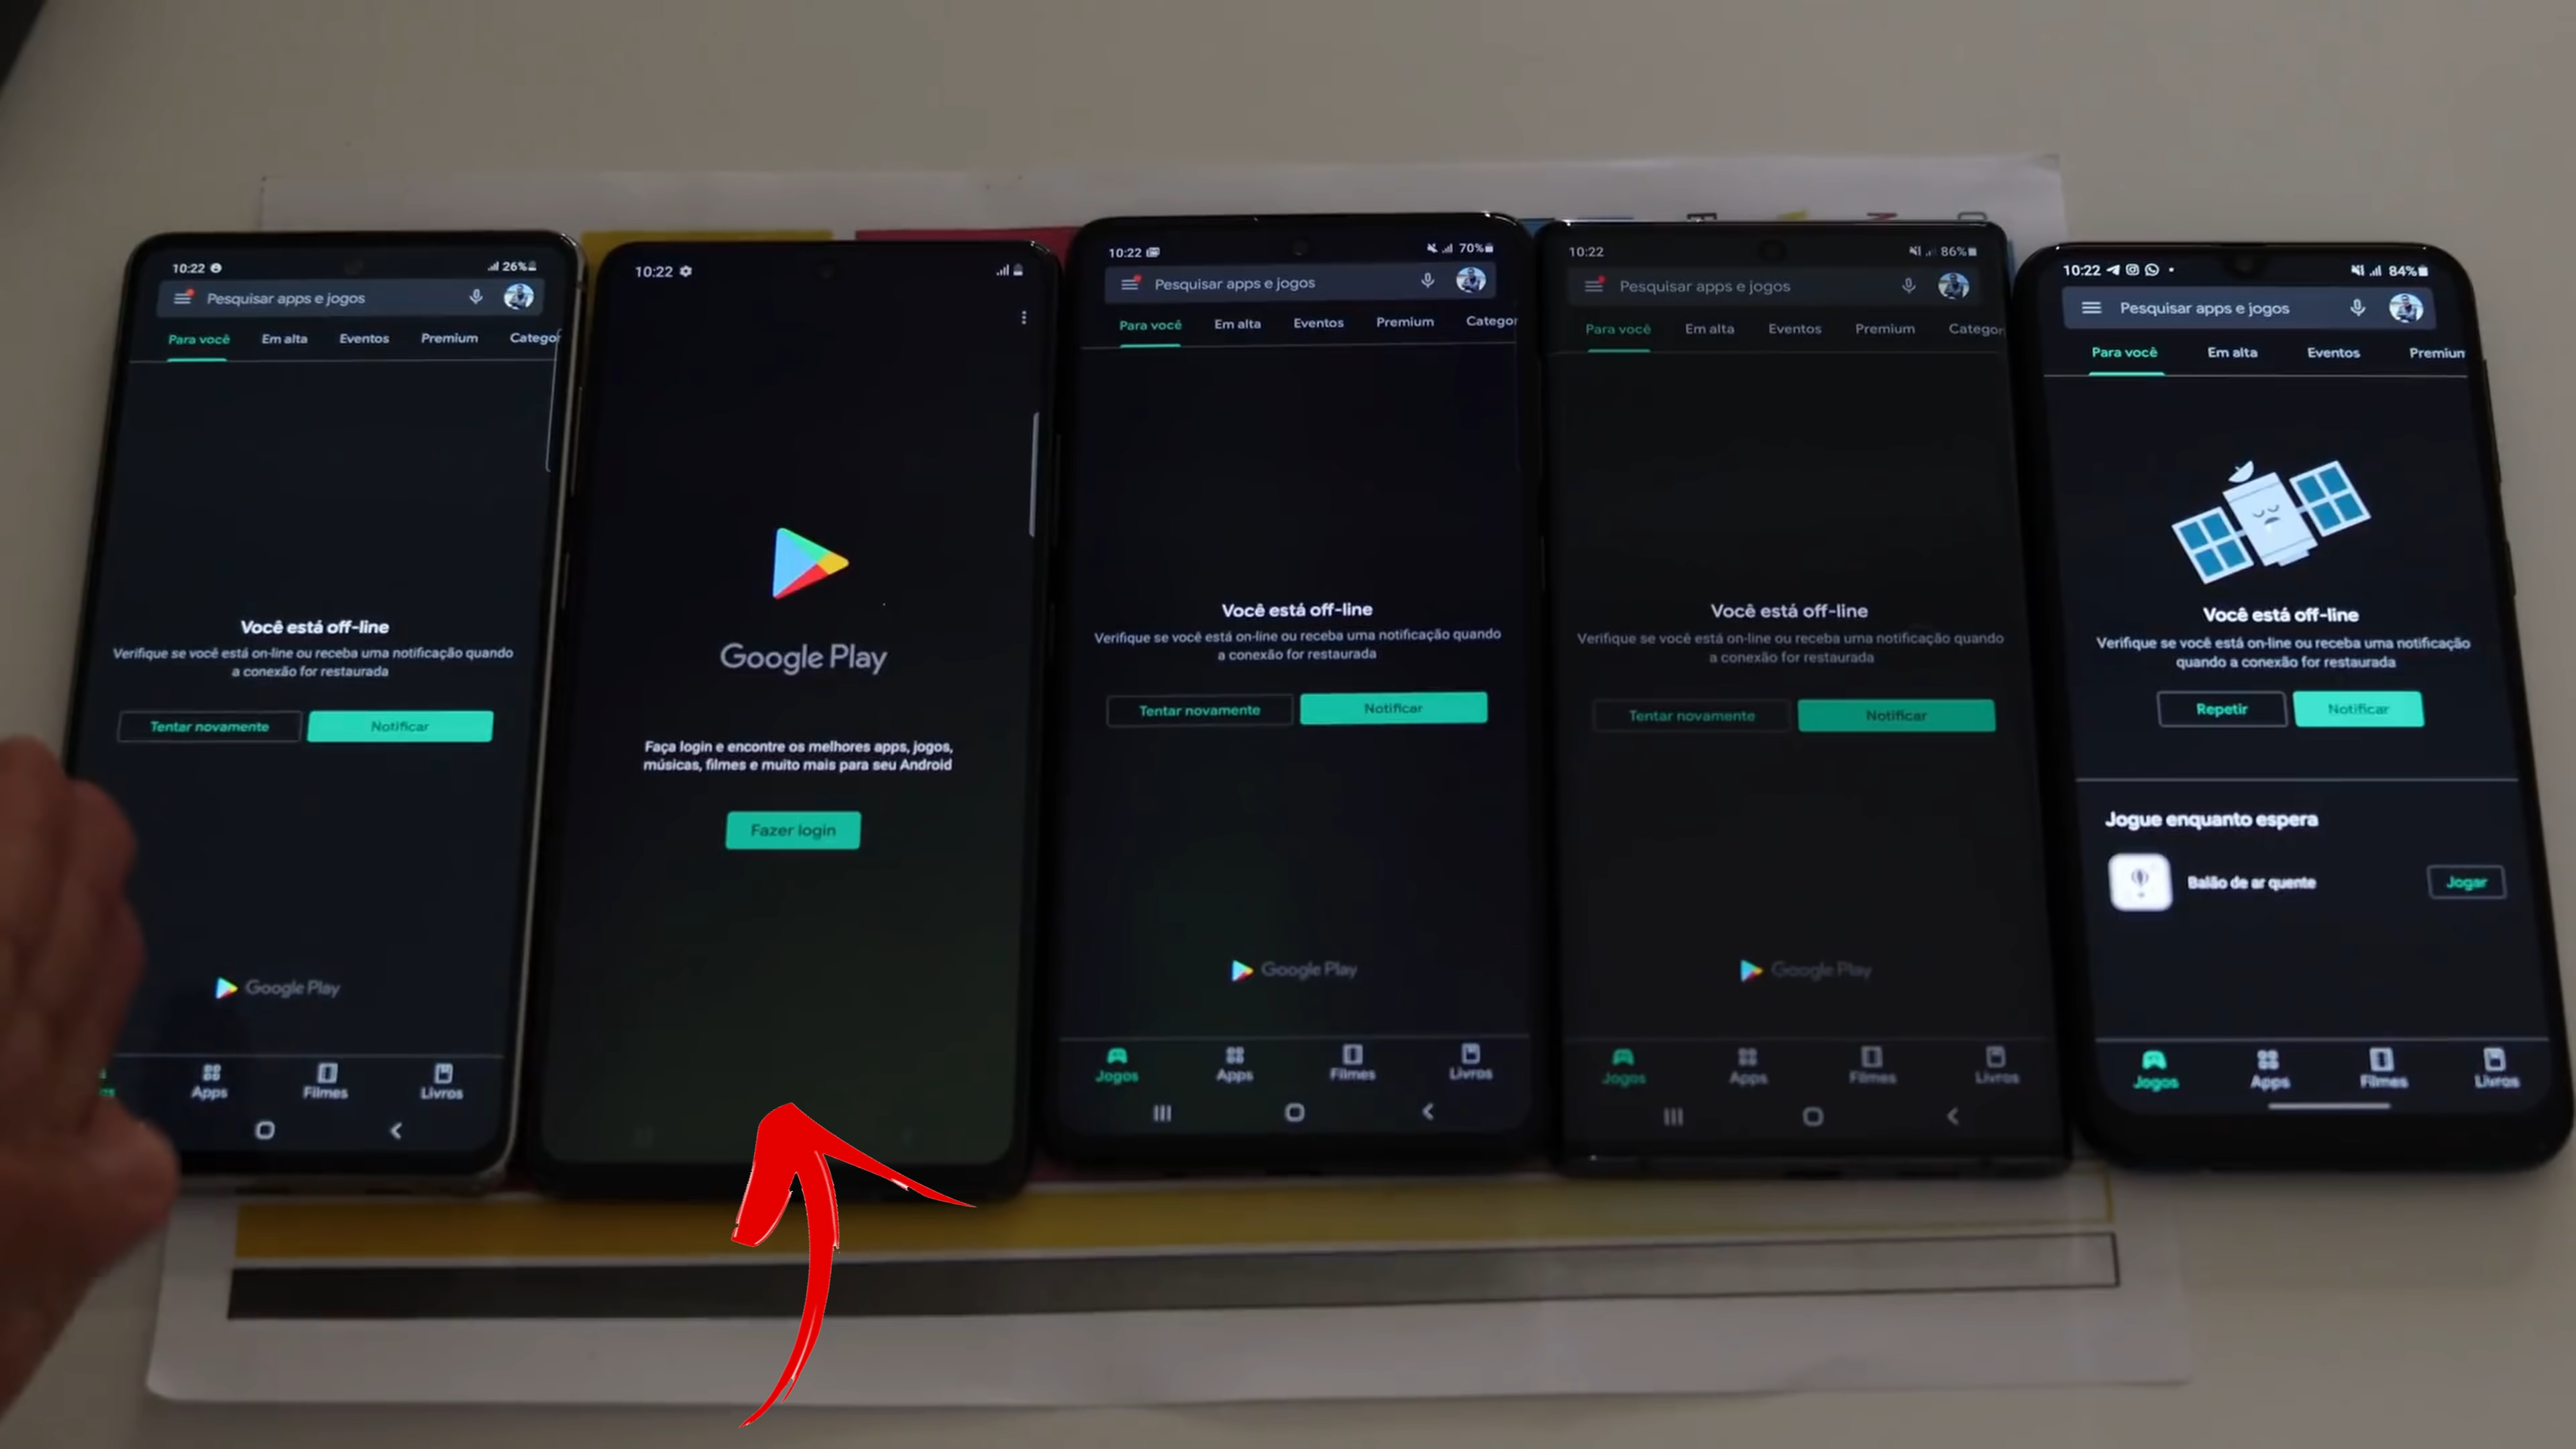 10:22
26%
Pesquisar apps e jogos
Para você
Em alta
Eventos
Premium
Categor
Você está off-line
Verifique se você está on-line ou receba uma notificação quando
a conexão for restaurada
Tentar novamente
Notificar
Google Play
Apps
Filmes
Livros
10:22
Google Play
Faça login e encontre os melhores apps, jogos,
músicas, filmes e muito mais para seu Android
Fazer login
10:22
70%
Pesquisar apps e jogos
Para você
Em alta
Eventos
Premium
Categor
Você está off-line
Verifique se você está on-line ou receba uma notificação quando
a conexão for restaurada
Tentar novamente
Notificar
Google Play
Jogos
Apps
Filmes
Livros
10:22
86%
Pesquisar apps e jogos
Para você
Em alta
Eventos
Premium
Categor
Você está off-line
Verifique se você está on-line ou receba uma notificação quando
a conexão for restaurada
Tentar novamente
Notificar
Google Play
Jogos
Apps
Filmes
Livros
10:22
84%
Pesquisar apps e jogos
Para você
Em alta
Eventos
Premium
Você está off-line
Verifique se você está on-line ou receba uma notificação
quando a conexão for restaurada
Repetir
Notificar
Jogue enquanto espera
Balão de ar quente
Jogar
Jogos
Apps
Filmes
Livros